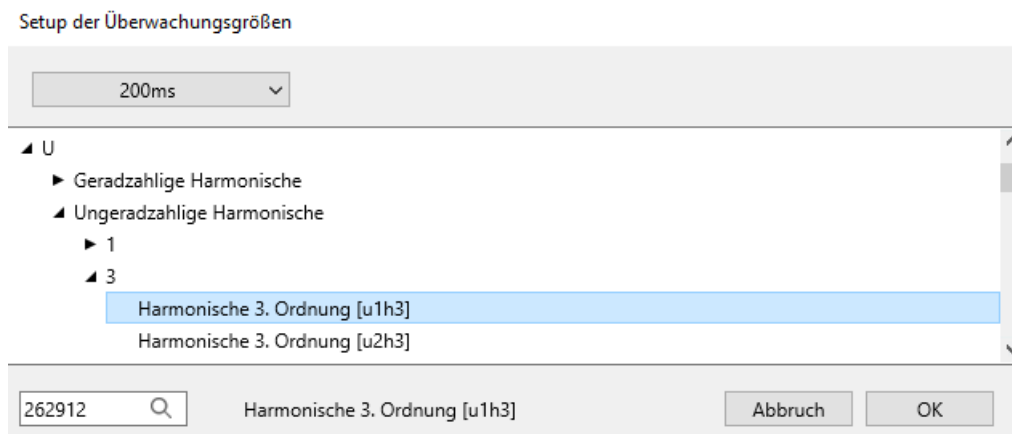 Setup der Überwachungsgrößen
200ms
U
Geradzahlige Harmonische
Ungeradzahlige Harmonische
1
3
Harmonische 3. Ordnung [u1h3]
Harmonische 3. Ordnung [u2h3]
262912 Harmonische 3. Ordnung [u1h3] Abbruch OK